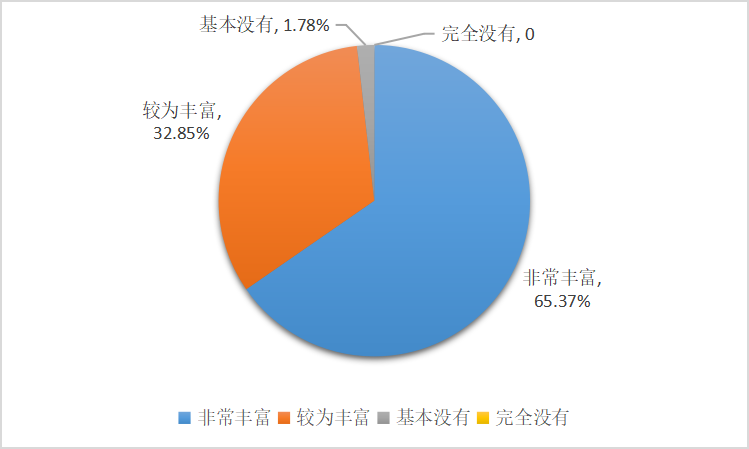 基本没有, 1.78%
完全没有, 0
较为丰富,
32.85%
非常丰富,
65.37%
非常丰富 较为丰富 基本没有 完全没有